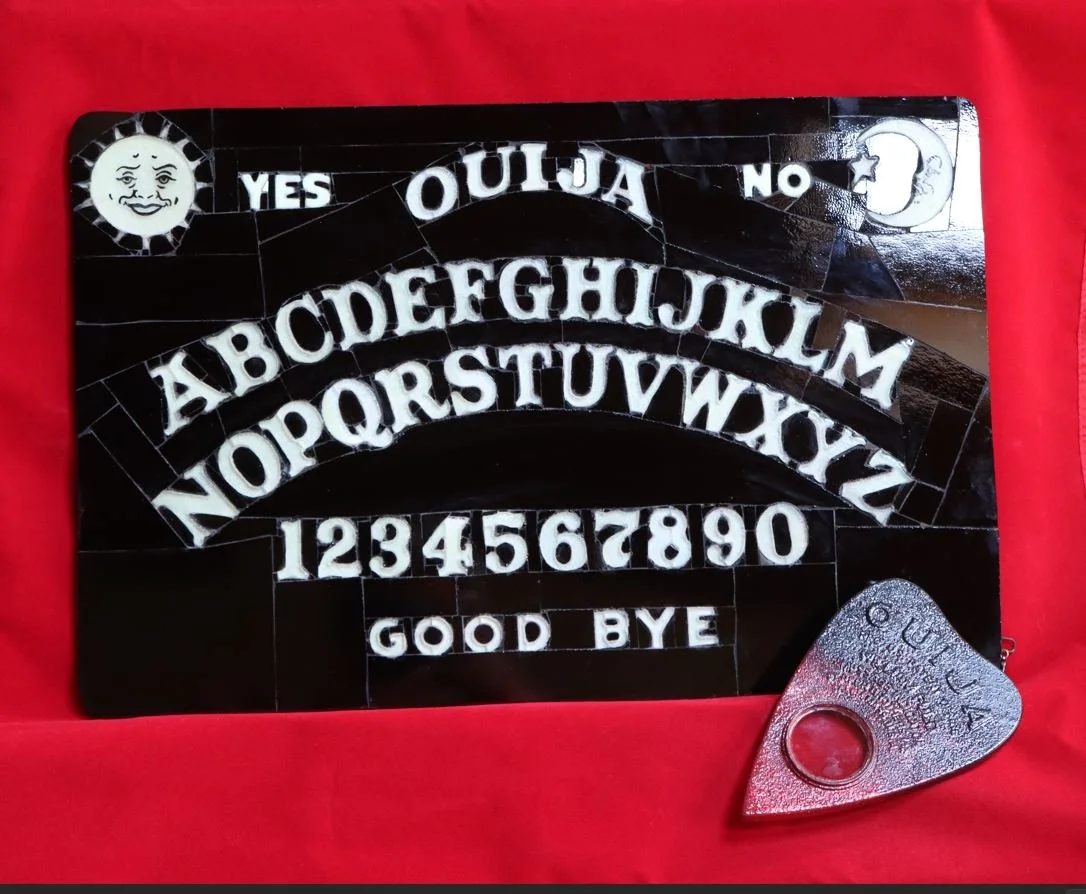 YES OUIJA NO
ABCDEFGHIJKLM
NOPQRSTUVWXYZ
1234567890
GOOD BYE
OUIJA